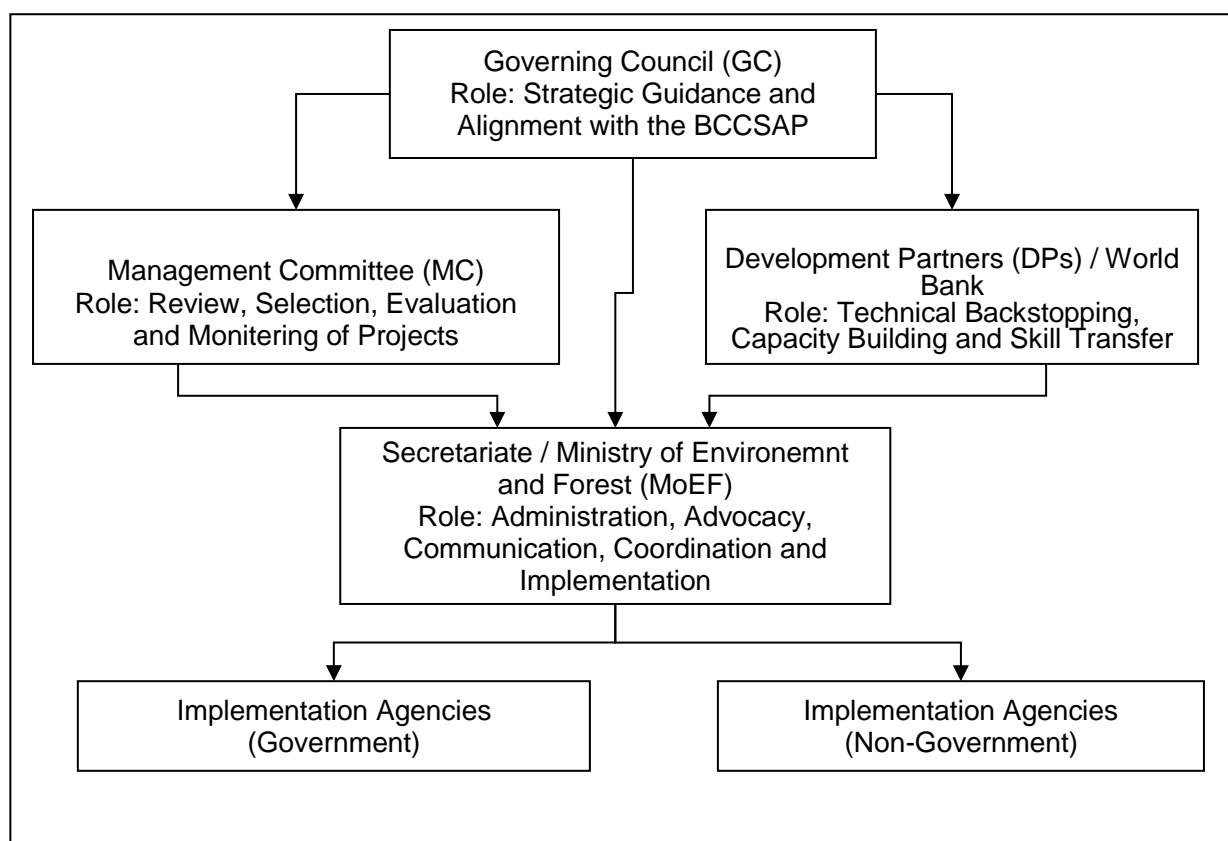 Governing Council (GC)
Role: Strategic Guidance and
Alignment with the BCCSAP
Management Committee (MC)
Role: Review, Selection, Evaluation
and Monitering of Projects
Development Partners (DPs) / World
Bank
Role: Technical Backstopping,
Capacity Building and Skill Transfer
Secretariate / Ministry of Environemnt
and Forest (MoEF)
Role: Administration, Advocacy,
Communication, Coordination and
Implementation
Implementation Agencies
(Government)
Implementation Agencies
(Non-Government)